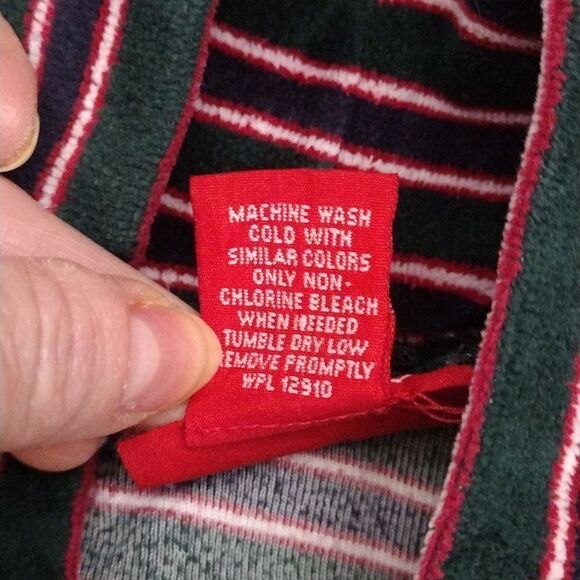 MACHINE WASH
COLD WITH
SIMILAR COLORS
ONLY NON-
CHLORINE BLEACH
WHEN NEEDED
TUMBLE DRY LOW
REMOVE PROMPTLY
WPL 12910